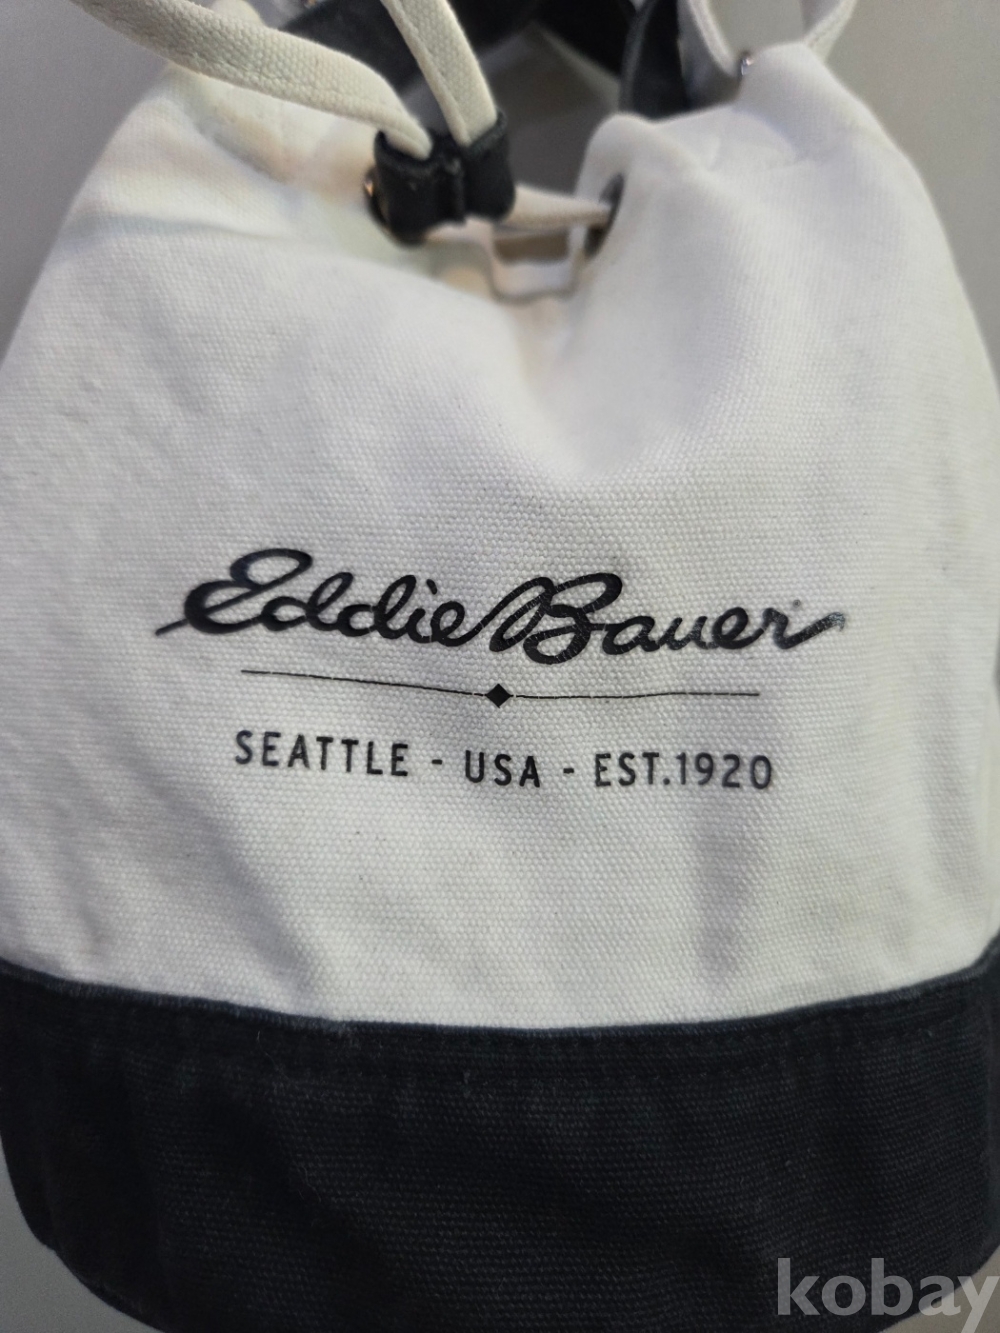 Eddie Bauer
SEATTLE - USA - EST.1920
kobay